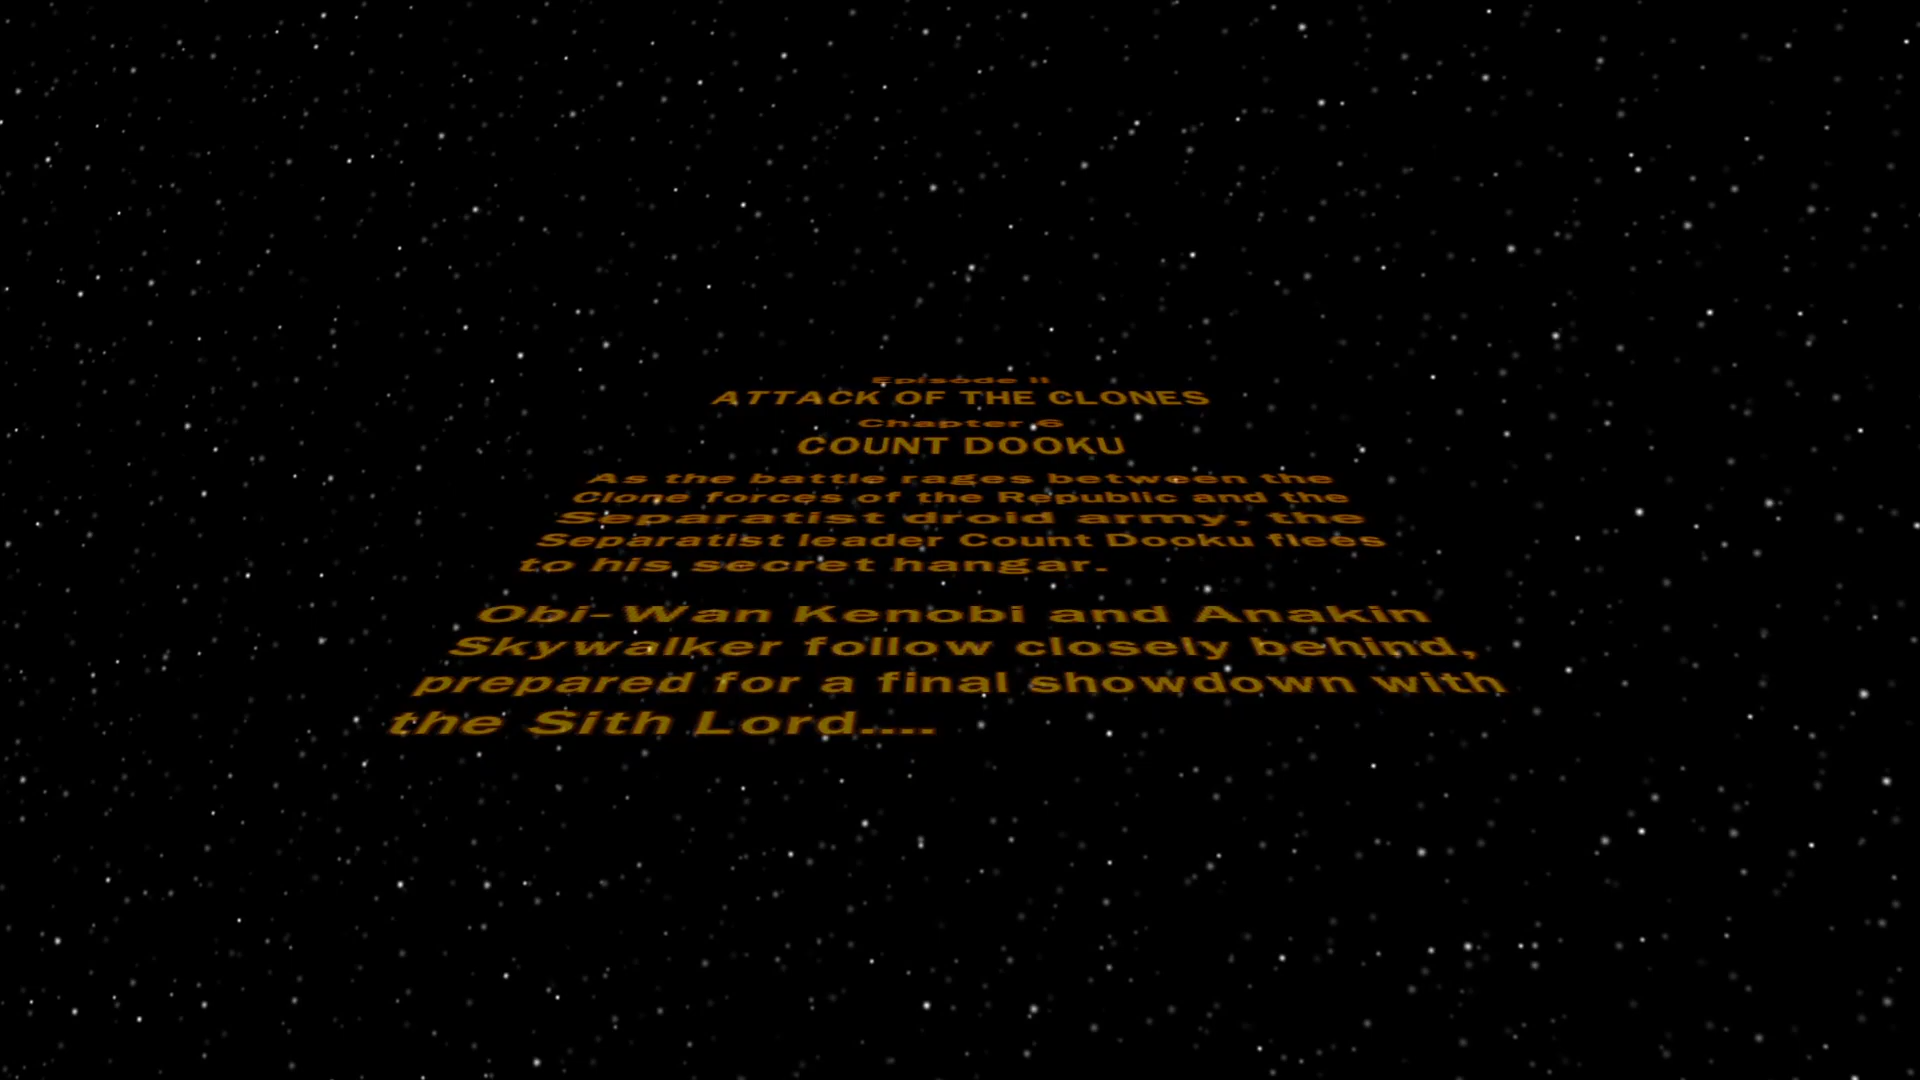 Episode II
ATTACK OF THE CLONES
Chapter 6
COUNT DOOKU
As the battle rages between the
Clone forces of the Republic and the
Separatist droid army, the
Separatist leader Count Dooku flees
to his secret hangar.
Obi-Wan Kenobi and Anakin
Skywalker follow closely behind,
prepared for a final showdown with
the Sith Lord....